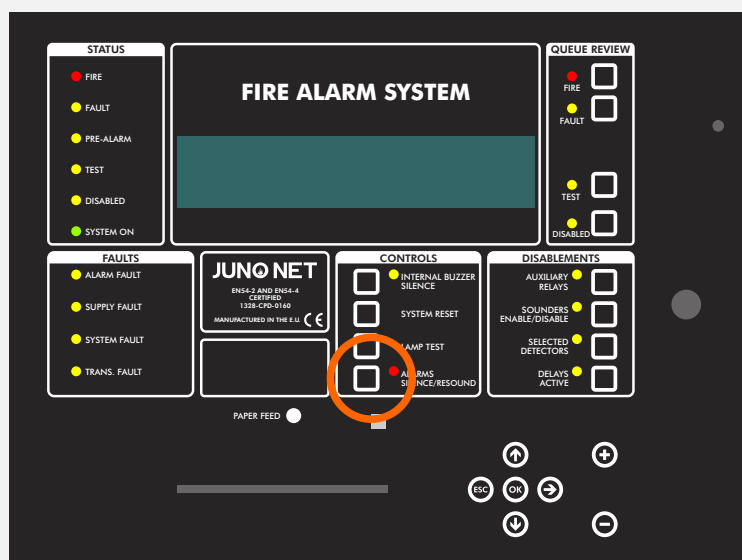 STATUS
FIRE
FAULT
PRE-ALARM
TEST
DISABLED
SYSTEM ON
FIRE ALARM SYSTEM
QUEUE REVIEW
FIRE
FAULT
TEST
DISABLED
FAULTS
ALARM FAULT
SUPPLY FAULT
SYSTEM FAULT
TRANS. FAULT
JUNO NET
EN54-2 AND EN54-4
CERTIFIED
1328-CPD-0160
MANUFACTURED IN THE E.U. CE
CONTROLS
INTERNAL BUZZER
SILENCE
SYSTEM RESET
LAMP TEST
ALARMS
SILENCE/RESOUND
DISABLEMENTS
AUXILIARY
RELAYS
SOUNDERS
ENABLE/DISABLE
SELECTED
DETECTORS
DELAYS
ACTIVE
PAPER FEED
ESC
OK